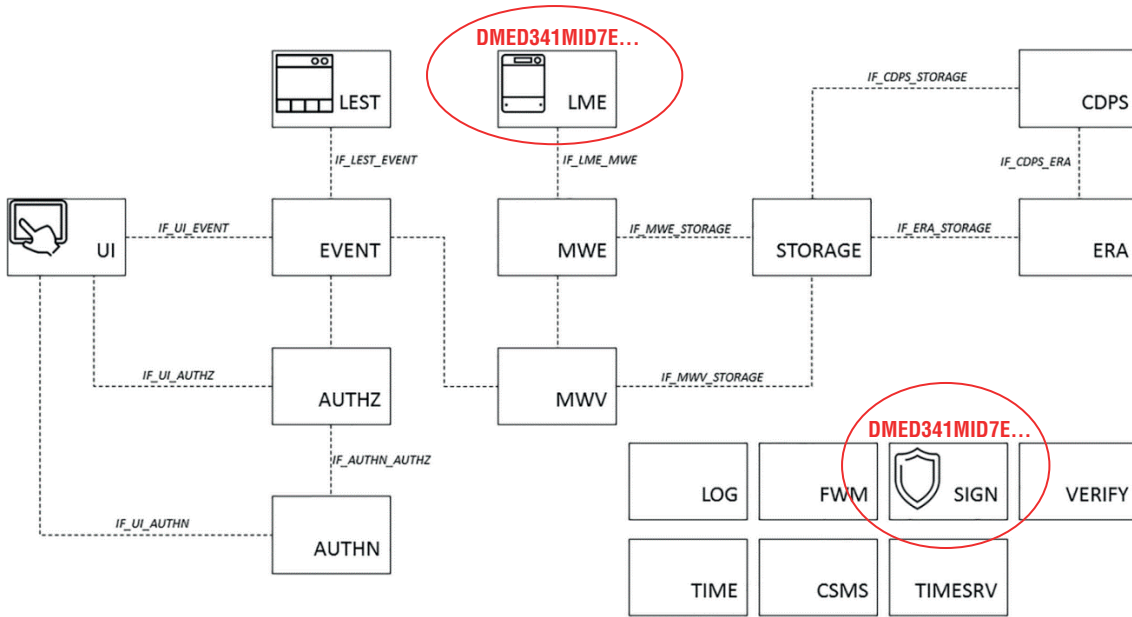 DMED341MID7E...
LEST
LME
IF_CDPS_STORAGE
CDPS
IF_LEST_EVENT
IF_LME_MWE
IF_CDPS_ERA
UI
IF_UI_EVENT
EVENT
MWE
IF_MWE_STORAGE
STORAGE
IF_ERA_STORAGE
ERA
IF_UI_AUTHZ
AUTHZ
MWV
IF_MWV_STORAGE
DMED341MID7E...
IF_AUTHN_AUTHZ
LOG
FWM
SIGN
VERIFY
IF_UI_AUTHN
AUTHN
TIME
CSMS
TIMESRV